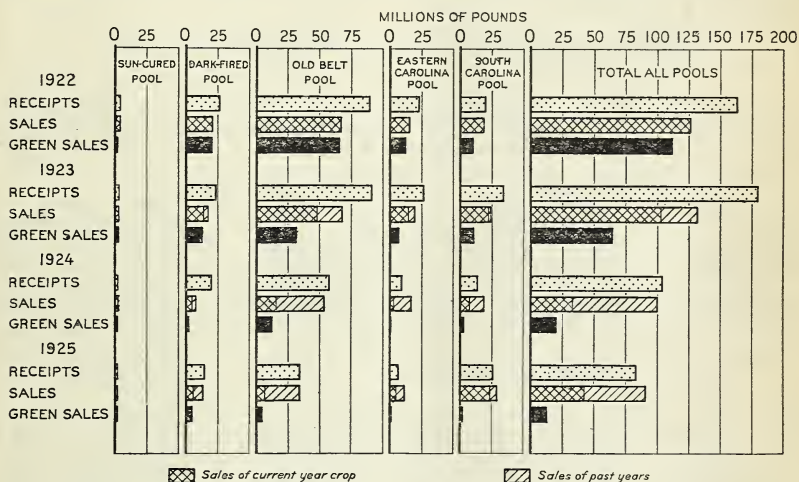 MILLIONS OF POUNDS
0 25 0 25 0 25 50 75 100 0 25 0 25 0 25 50 75 100 125 150 175 200
SUN-CURED POOL
DARK-FIRED POOL
OLD BELT POOL
EASTERN CAROLINA POOL
SOUTH CAROLINA POOL
TOTAL ALL POOLS
1922
RECEIPTS
SALES
GREEN SALES
1923
RECEIPTS
SALES
GREEN SALES
1924
RECEIPTS
SALES
GREEN SALES
1925
RECEIPTS
SALES
GREEN SALES
Sales of current year crop
Sales of past years